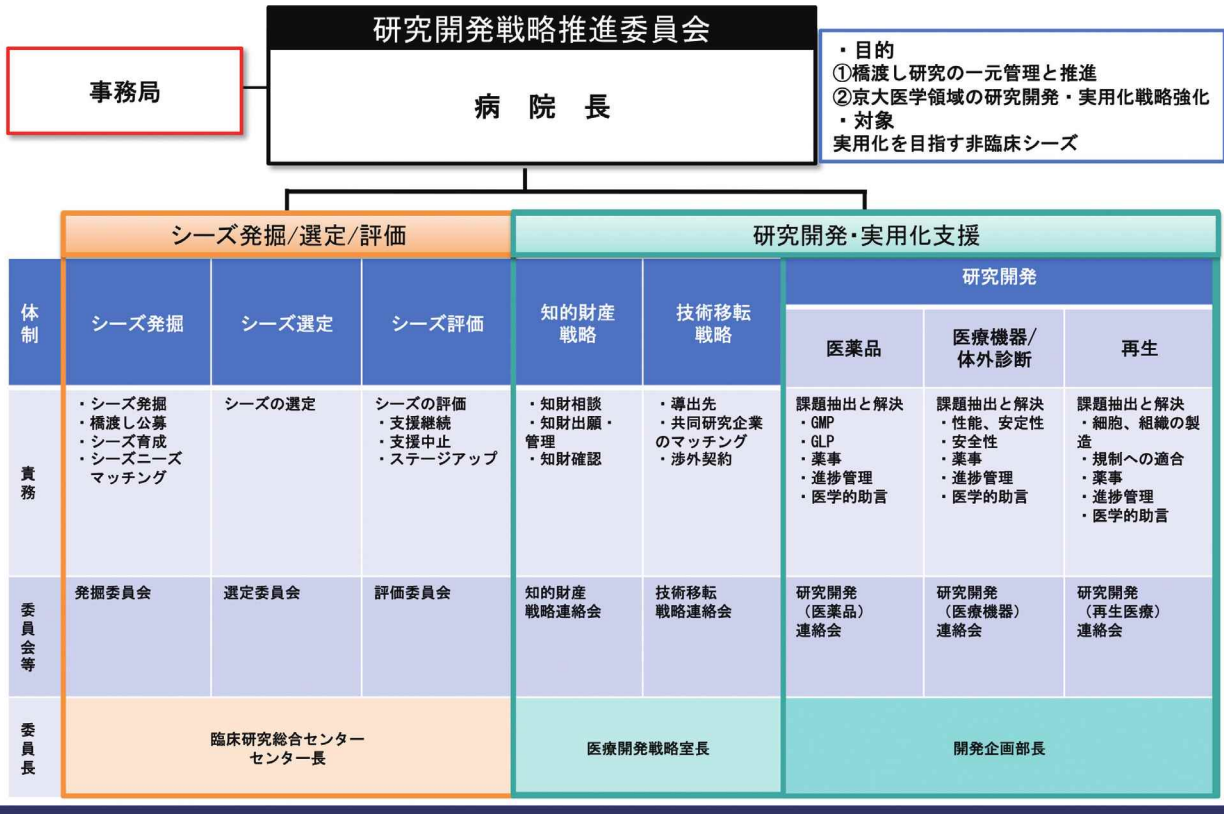 研究開発戦略推進委員会
病 院 長
事務局
・目的
①橋渡し研究の一元管理と推進
②京大医学領域の研究開発・実用化戦略強化
・対象
実用化を目指す非臨床シーズ
シーズ発掘/選定/評価
研究開発・実用化支援
体制
シーズ発掘
シーズ選定
シーズ評価
知的財産
戦略
技術移転
戦略
研究開発
医薬品
医療機器/
体外診断
再生
責務
・シーズ発掘
・橋渡し公募
・シーズ育成
・シーズニーズ
マッチング
シーズの選定
シーズの評価
・支援継続
・支援中止
・ステージアップ
・知財相談
・知財出願・
管理
・知財確認
・導出先
・共同研究企業
のマッチング
・渉外契約
課題抽出と解決
・GMP
・GLP
・薬事
・進捗管理
・医学的助言
課題抽出と解決
・性能、安定性
・安全性
・薬事
・進捗管理
・医学的助言
課題抽出と解決
・細胞、組織の製
造
・規制への適合
・薬事
・進捗管理
・医学的助言
委員会等
発掘委員会
選定委員会
評価委員会
知的財産
戦略連絡会
技術移転
戦略連絡会
研究開発
（医薬品）
連絡会
研究開発
（医療機器）
連絡会
研究開発
（再生医療）
連絡会
委員長
臨床研究総合センター
センター長
医療開発戦略室長
開発企画部長